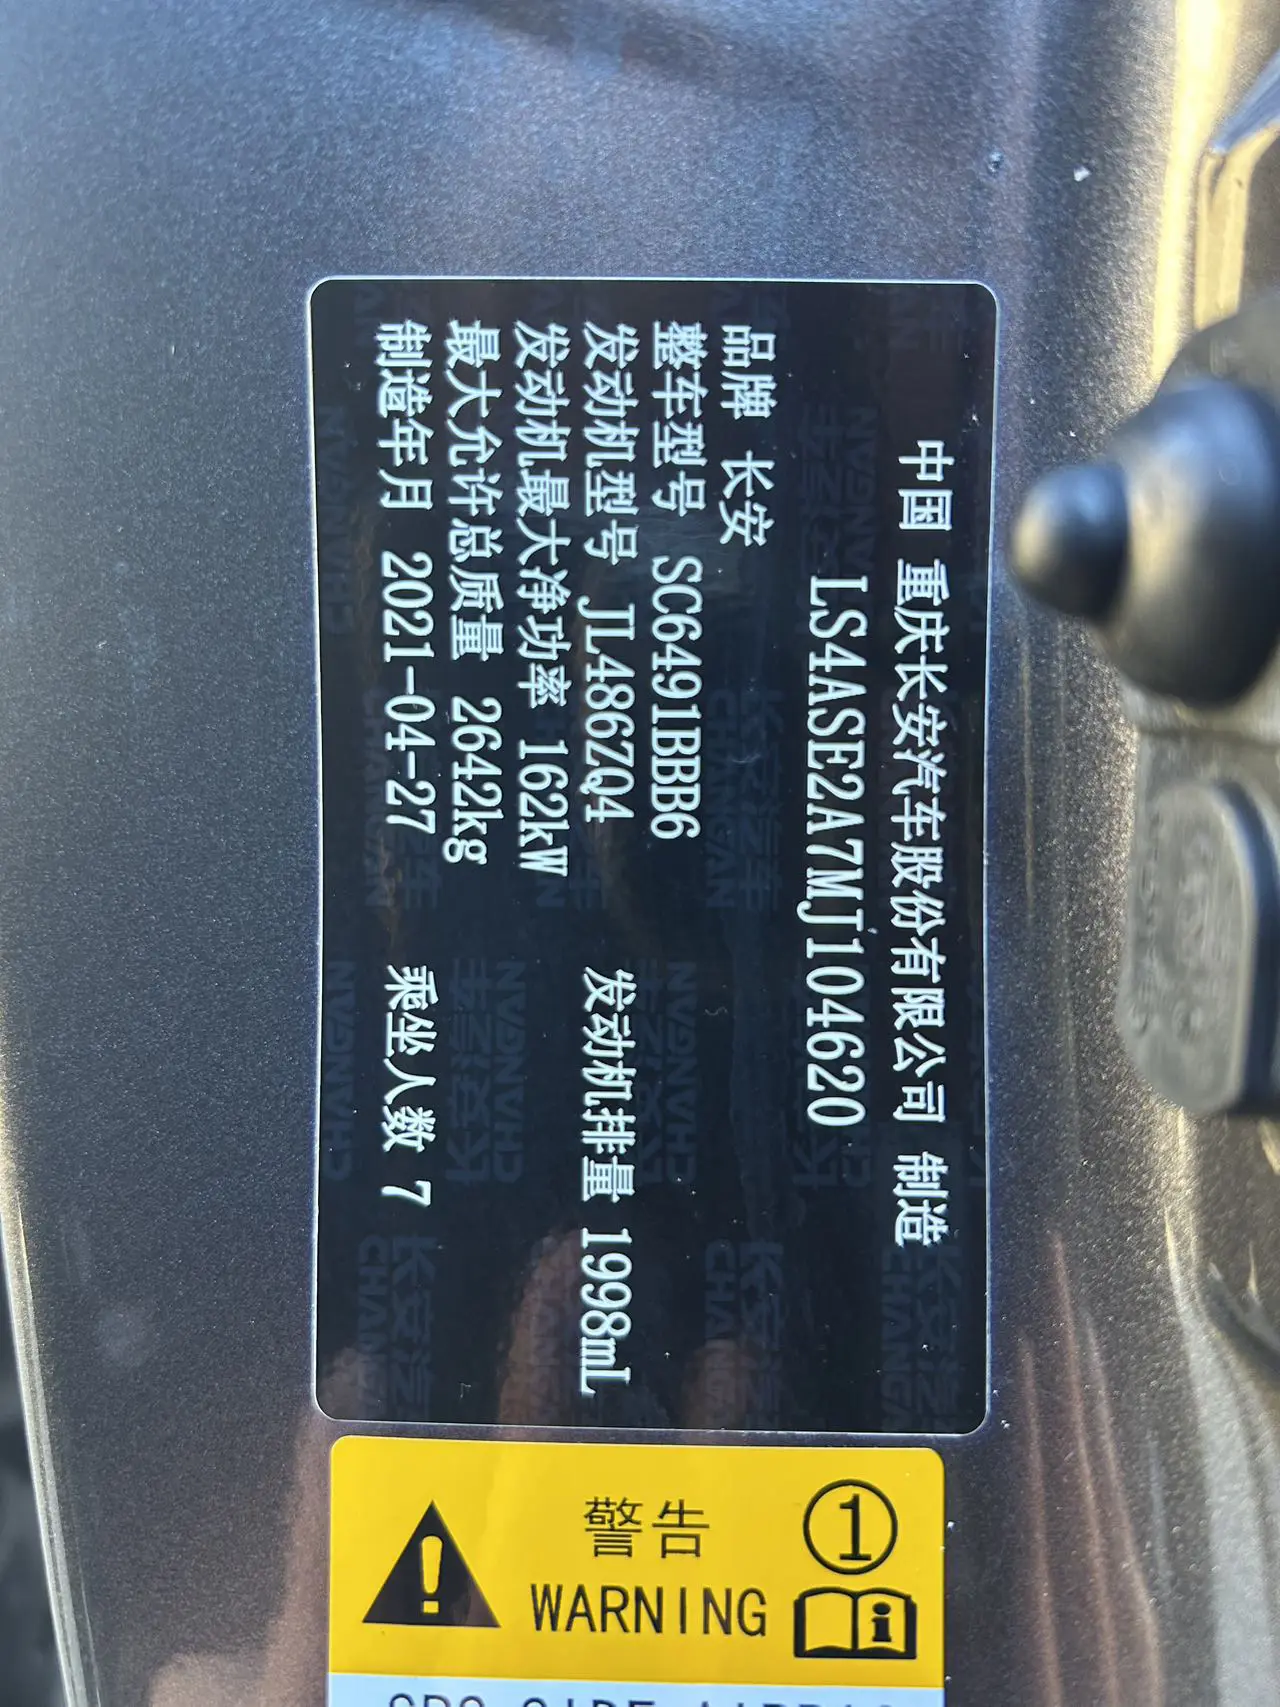 中国 重庆长安汽车股份有限公司 制造
LS4ASE2A7MJ104620
品牌 长安
整车型号 SC6491BBB6
发动机型号 JL486ZQ4 发动机排量 1998mL
发动机最大净功率 162kW
最大允许总质量 2642kg
制造年月 2021-04-27 乘坐人数 7
警告
WARNING
1